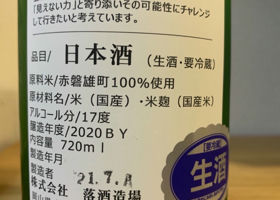 「見えない力」と寄り添いその可能性にチャレンジ
して行きたいと考えています。
品目/日本酒(生酒・要冷蔵)
原料米/赤磐雄町100%使用
原材料名/米(国産)・米麹(国産米)
アルコール分/17度
醸造年度/2020BY
内容量/720ml
製造年月 21.7.A
製造者
株式会社 落酒造場
要冷蔵
生酒